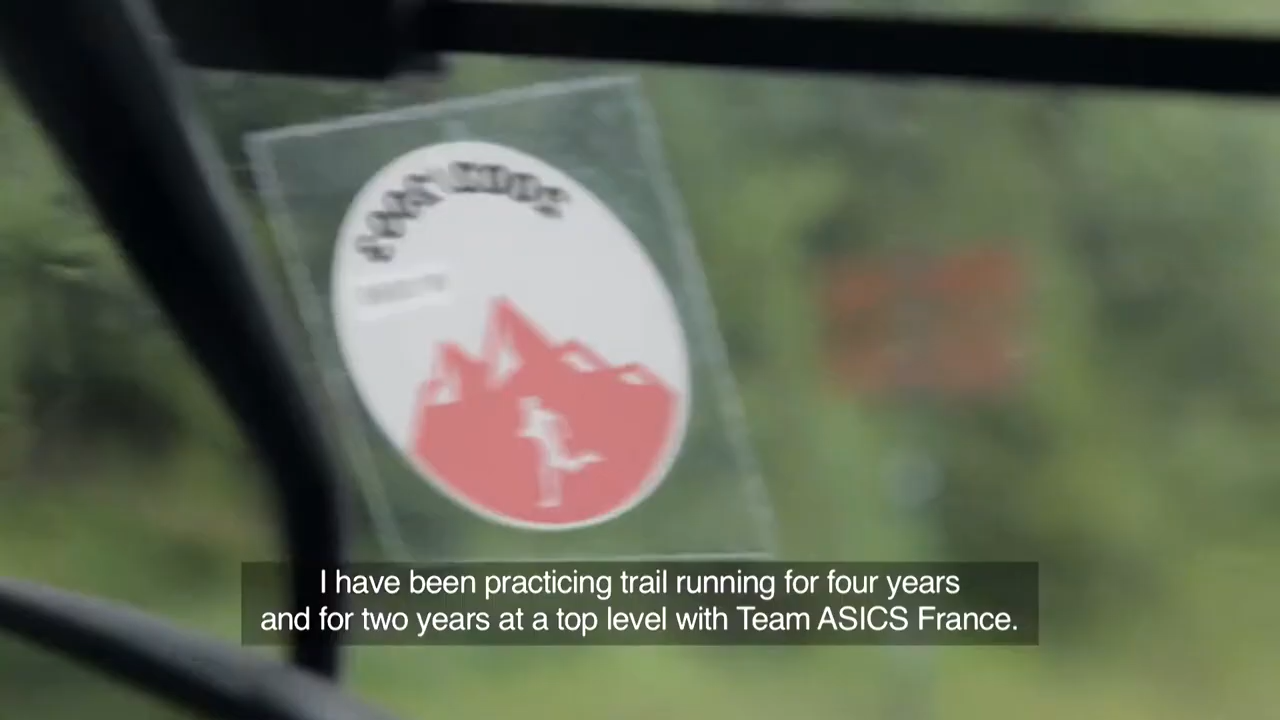 I have been practicing trail running for four years
and for two years at a top level with Team ASICS France.